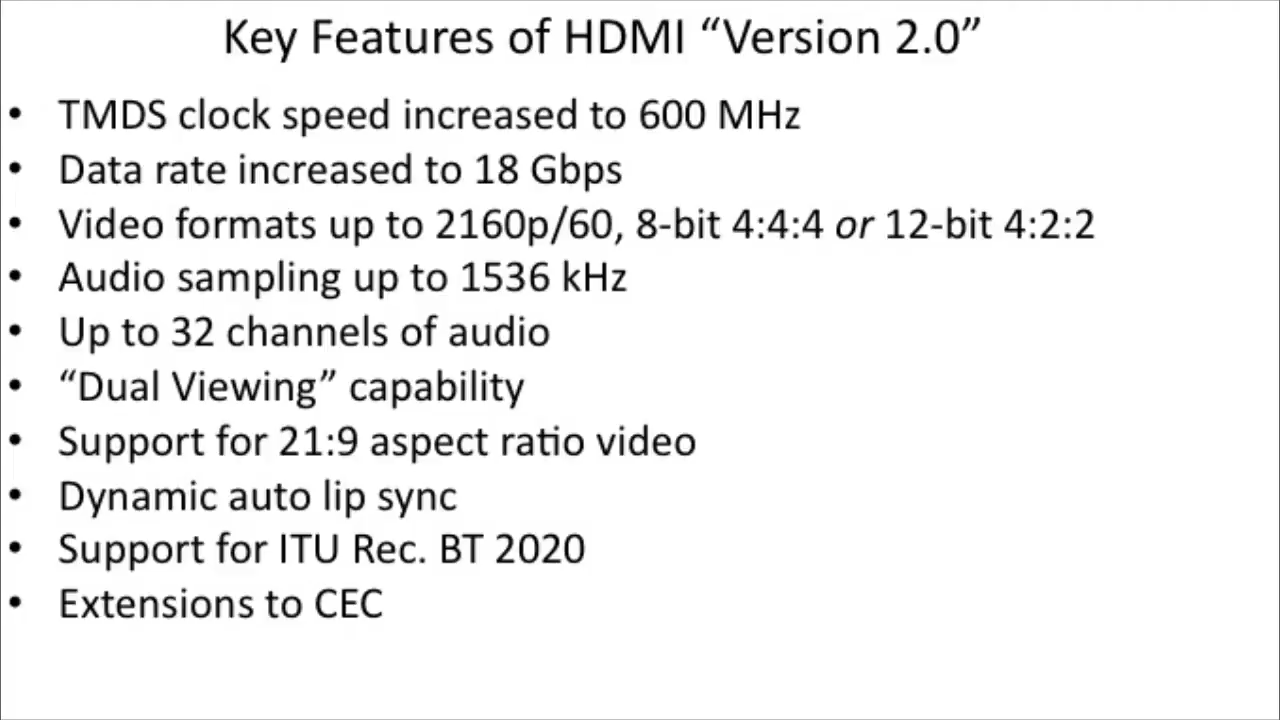 Key Features of HDMI “Version 2.0”
• TMDS clock speed increased to 600 MHz
• Data rate increased to 18 Gbps
• Video formats up to 2160p/60, 8-bit 4:4:4 or 12-bit 4:2:2
• Audio sampling up to 1536 kHz
• Up to 32 channels of audio
• “Dual Viewing” capability
• Support for 21:9 aspect ratio video
• Dynamic auto lip sync
• Support for ITU Rec. BT 2020
• Extensions to CEC